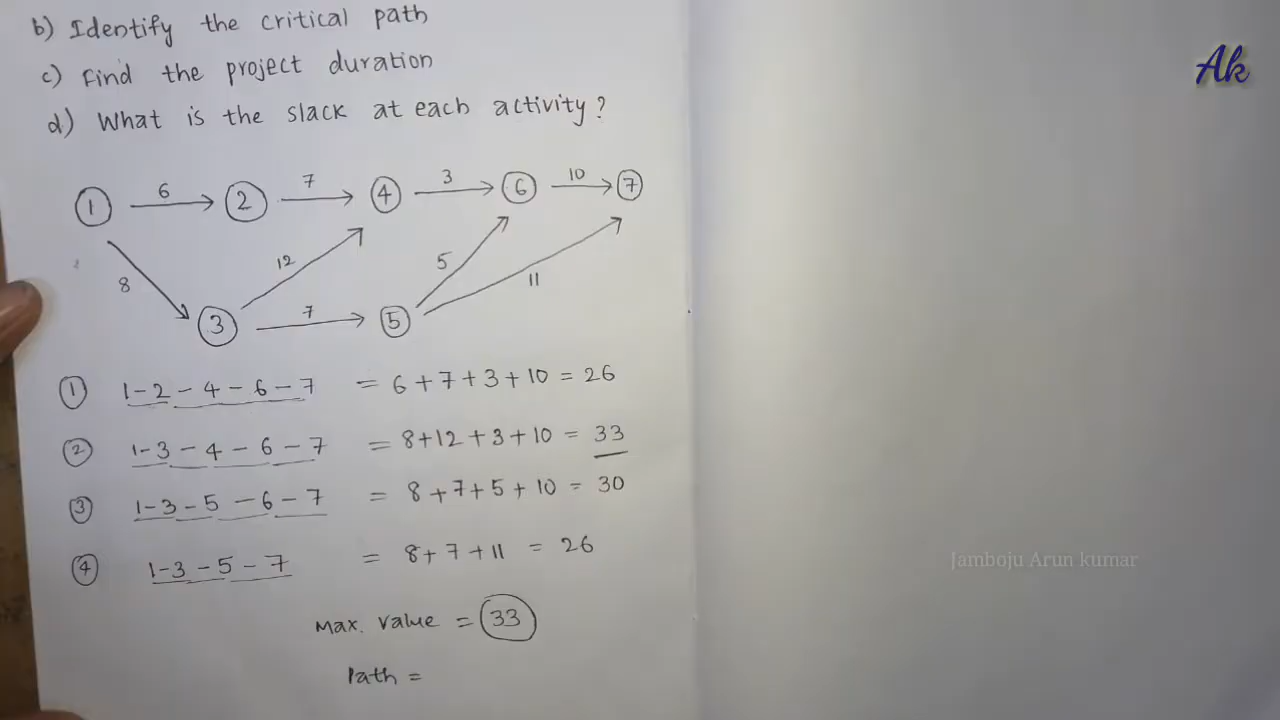 b) Identify the critical path
c) Find the project duration
d) What is the slack at each activity?
Ak
6 7 3 10
1 2 4 6 7
8 12 5 11
7
3 5
1 1-2-4-6-7 = 6+7+3+10 = 26
2 1-3-4-6-7 = 8+12+3+10 = 33
3 1-3-5-6-7 = 8+7+5+10 = 30
4 1-3-5-7 = 8+7+11 = 26
Jamboju Arun kumar
Max. Value = 33
Path =